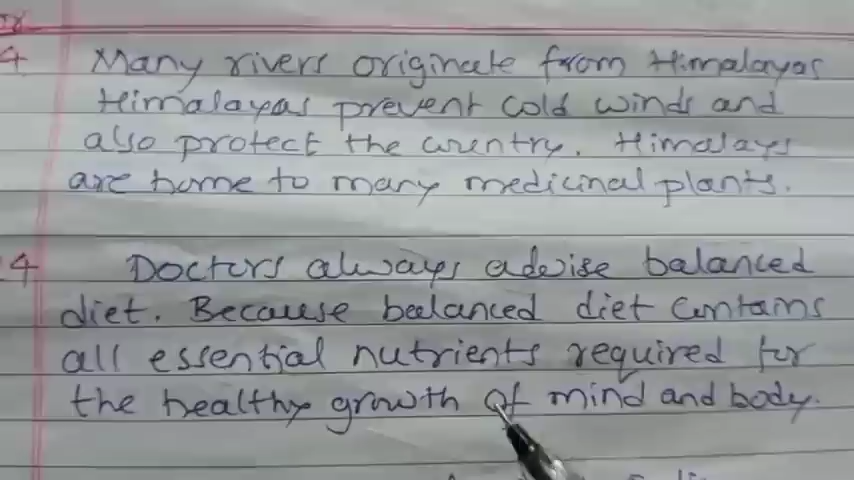 4 Many rivers originate from Himalayas
Himalayas prevent cold winds and
also protect the country. Himalays
are home to many medicinal plants.
4 Doctors always advise balanced
diet. Because balanced diet contains
all essential nutrients required for
the healthy growth of mind and body.